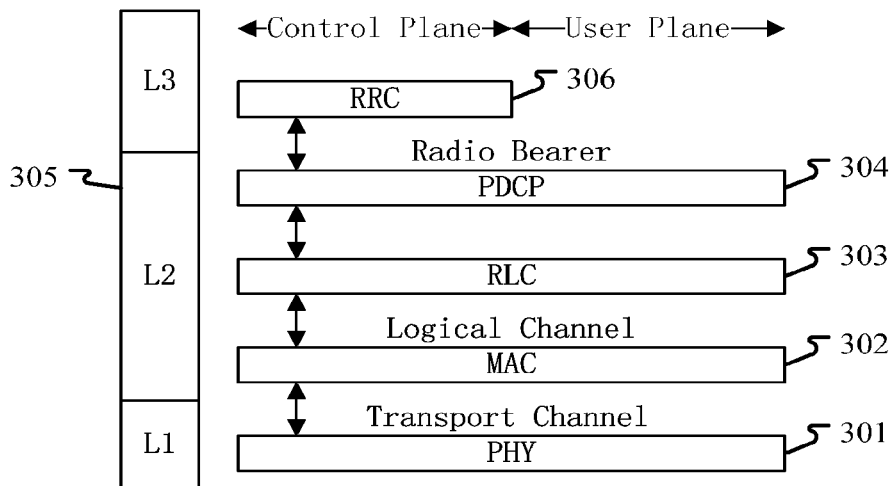 Control Plane User Plane
L3
RRC
306
Radio Bearer
305
PDCP
304
L2
RLC
303
Logical Channel
MAC
302
Transport Channel
L1
PHY
301